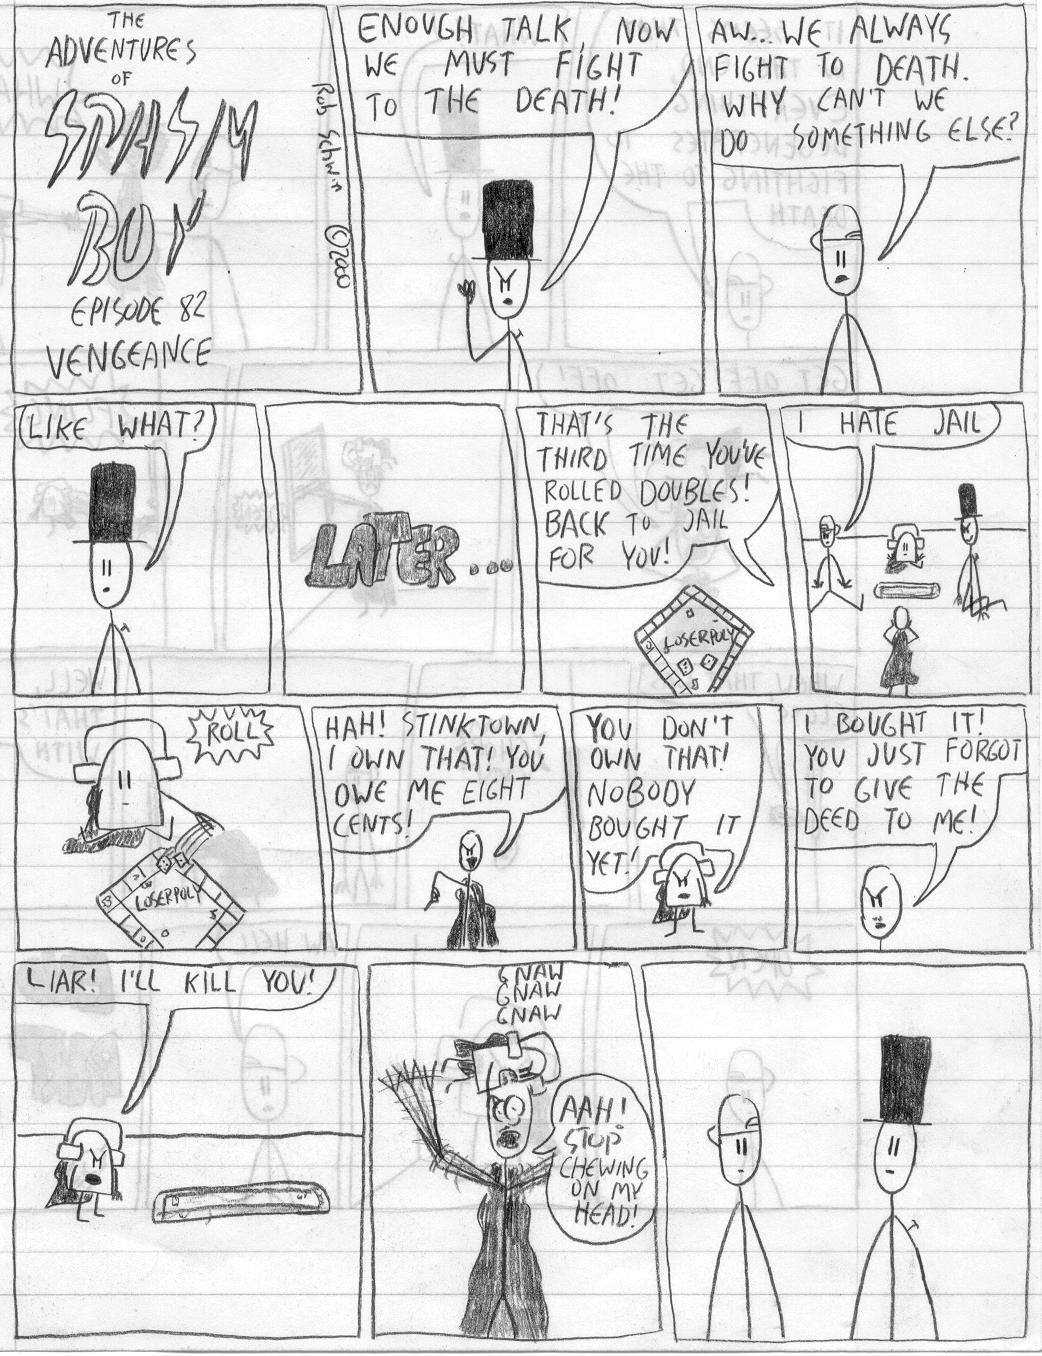 THE
ADVENTURES
OF
SPASM
BOY
EPISODE 82
VENGEANCE
Rob Schwin ©2000
ENOUGH TALK, NOW
WE MUST FIGHT
TO THE DEATH!
AW... WE ALWAYS
FIGHT TO DEATH.
WHY CAN'T WE
DO SOMETHING ELSE?
LIKE WHAT?
LATER...
THAT'S THE
THIRD TIME YOU'VE
ROLLED DOUBLES!
BACK TO JAIL
FOR YOU!
LOSERPOLY
I HATE JAIL
ROLL
LOSERPOLY
HAH! STINKTOWN,
I OWN THAT! YOU
OWE ME EIGHT
CENTS!
YOU DON'T
OWN THAT!
NOBODY
BOUGHT IT
YET!
I BOUGHT IT!
YOU JUST FORGOT
TO GIVE THE
DEED TO ME!
LIAR! I'LL KILL YOU!
GNAW
GNAW
GNAW
AAH!
STOP
CHEWING
ON MY
HEAD!